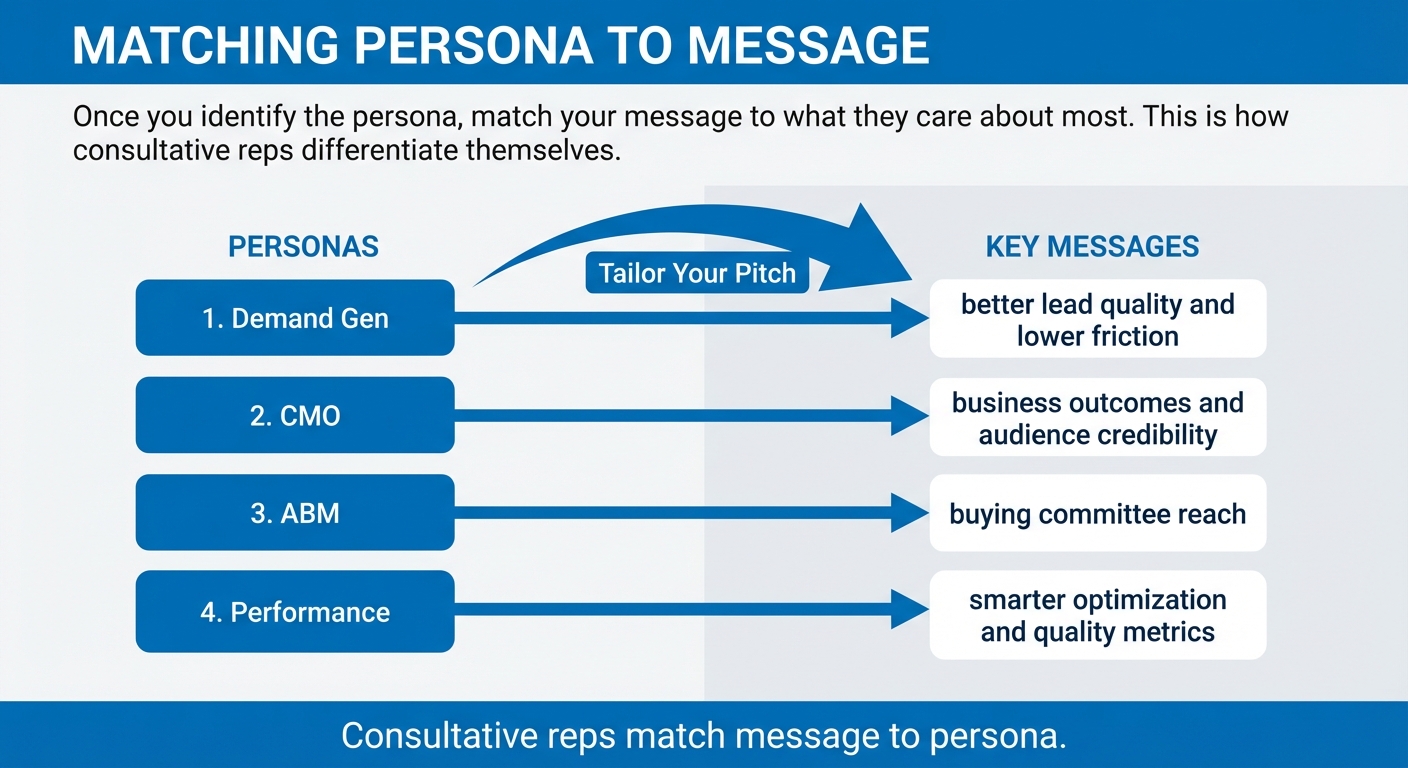 MATCHING PERSONA TO MESSAGE
Once you identify the persona, match your message to what they care about most. This is how
consultative reps differentiate themselves.
PERSONAS
Tailor Your Pitch
KEY MESSAGES
1. Demand Gen
better lead quality and
lower friction
2. CMO
business outcomes and
audience credibility
3. ABM
buying committee reach
4. Performance
smarter optimization
and quality metrics
Consultative reps match message to persona.